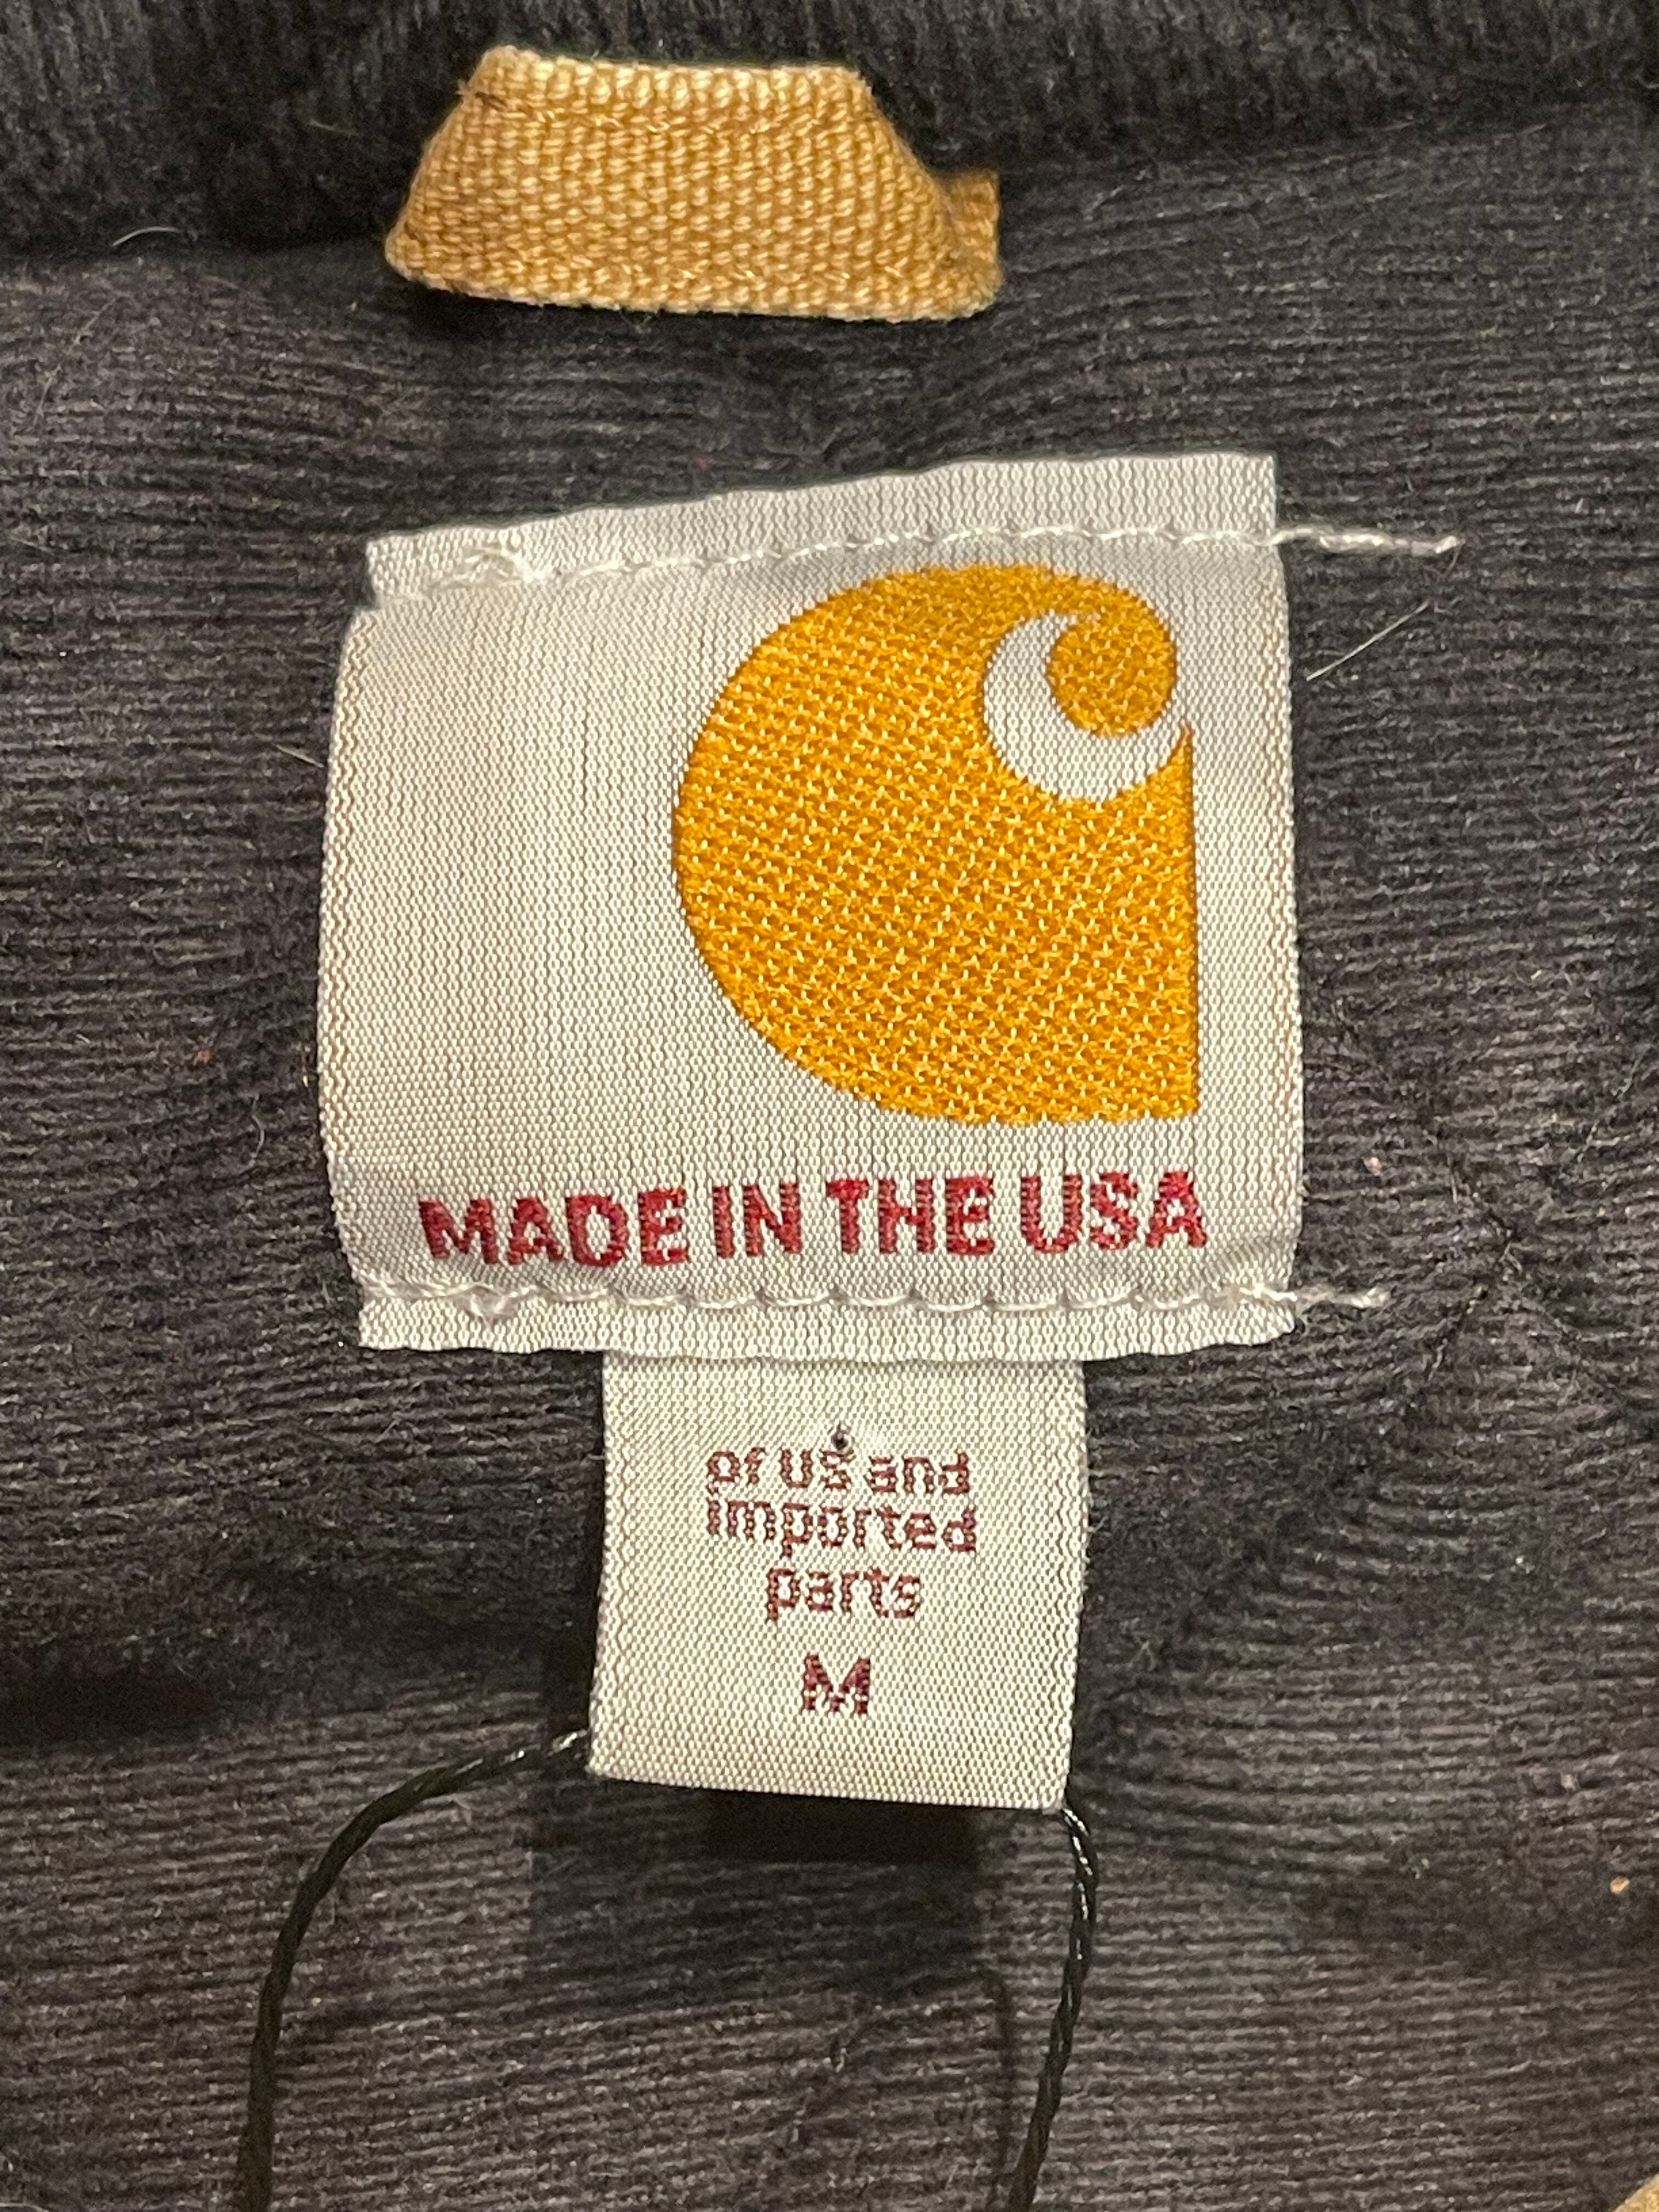 MADE IN THE USA
of US and
imported
parts
M